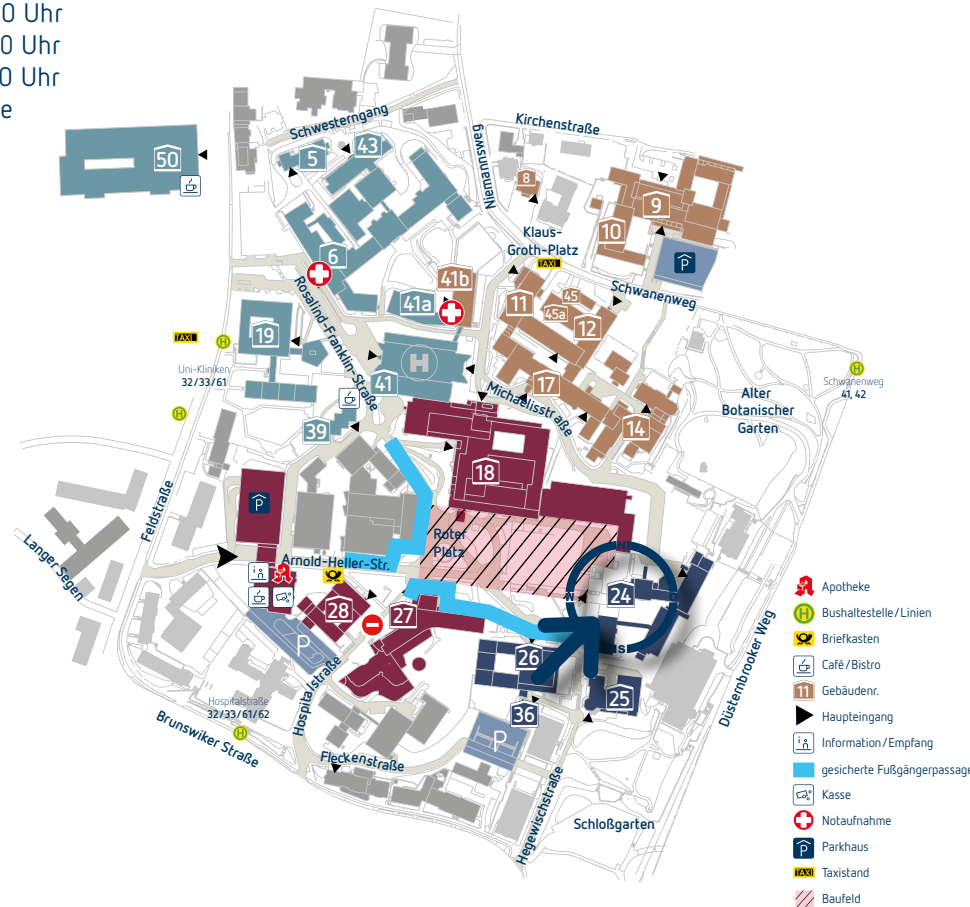 0 Uhr
0 Uhr
0 Uhr
e
Schwesterngang
Niemannsweg
Kirchenstraße
50
5
43
8
9
10
Klaus-
Groth-Platz
TAXI
P
6
41b
41a
11
45
45a
12
Schwanenweg
Rosalind-Franklin-Straße
19
TAXI
H
Uni-Kliniken
32/33/61
H
H
41
17
Michaelisstraße
H
Schwanenweg
41, 42
Alter
Botanischer
Garten
39
14
18
P
Feldstraße
Langer Segen
Roter
Platz
Arnold-Heller-Str.
N
W
S
24
28
27
P
26
25
36
P
Hospitalstraße
Hospitalstraße
32/33/61/62
H
Brunswiker Straße
Fleckenstraße
Hegewischstraße
Schloßgarten
Düsternbrooker Weg
Apotheke
H Bushaltestelle/Linien
Briefkasten
Café/Bistro
11 Gebäudenr.
Haupteingang
i Information/Empfang
gesicherte Fußgängerpassage
Kasse
Notaufnahme
P Parkhaus
TAXI Taxistand
Baufeld